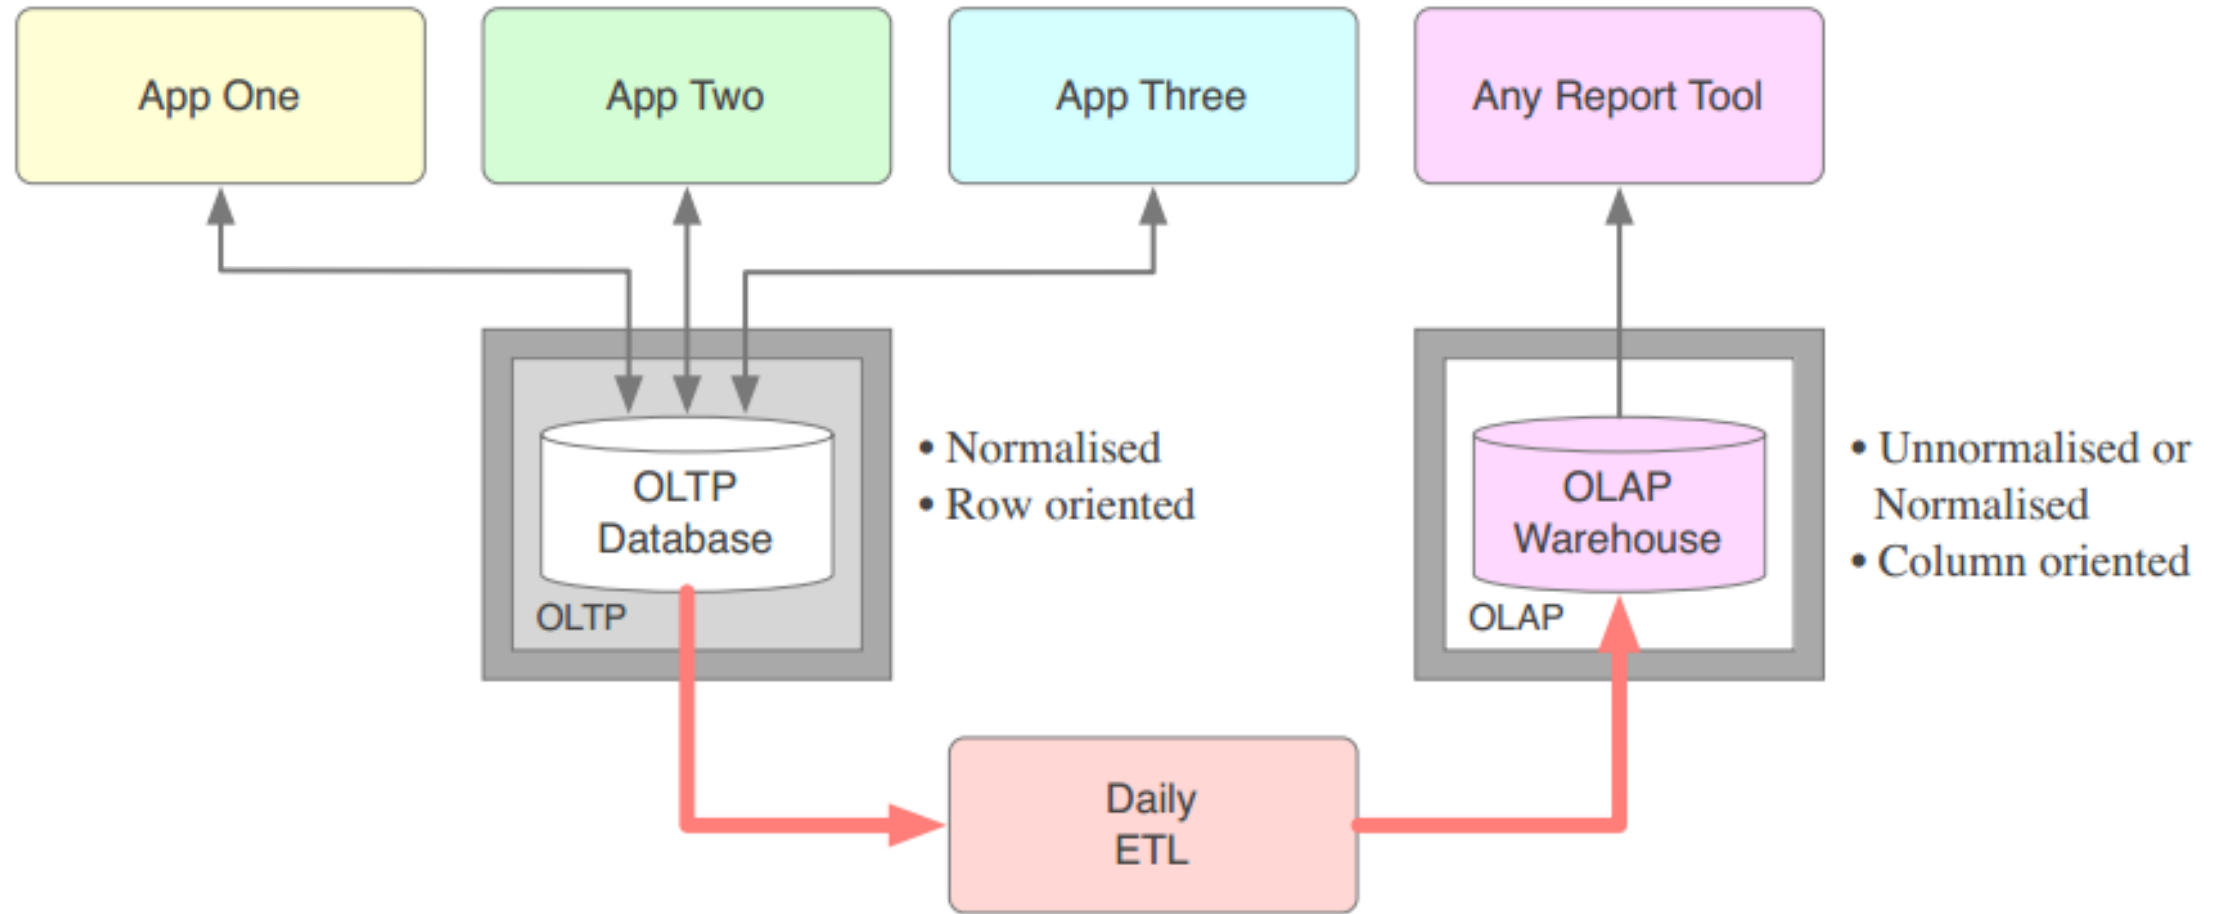 App One
App Two
App Three
Any Report Tool
OLTP
Database
OLTP
• Normalised
• Row oriented
OLAP
Warehouse
OLAP
• Unnormalised or
Normalised
• Column oriented
Daily
ETL